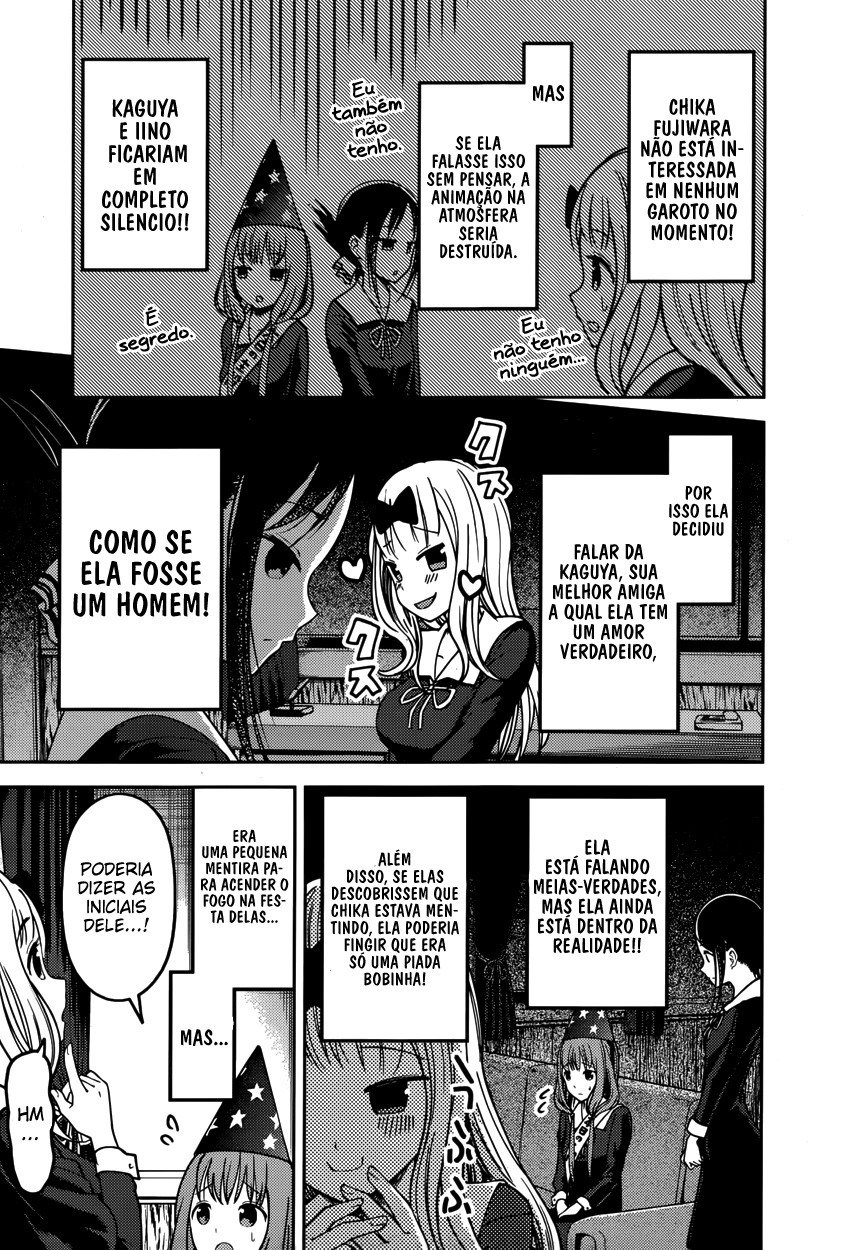 CHIKA
FUJIWARA
NÃO ESTÁ IN-
TERESSADA
EM NENHUM
GAROTO NO
MOMENTO!
MAS
SE ELA
FALASSE ISSO
SEM PENSAR, A
ANIMAÇÃO NA
ATMOSFERA
SERIA
DESTRUÍDA.
Eu
não tenho
ninguém...
Eu
também
não
tenho.
KAGUYA
E IINO
FICARIAM
EM
COMPLETO
SILENCIO!!
É
segredo.
POR
ISSO ELA
DECIDIU
FALAR DA
KAGUYA, SUA
MELHOR AMIGA
A QUAL ELA TEM
UM AMOR
VERDADEIRO,
クス
クス
COMO SE
ELA FOSSE
UM HOMEM!
ELA
ESTÁ FALANDO
MEIAS-VERDADES,
MAS ELA AINDA
ESTÁ DENTRO DA
REALIDADE!!
ALÉM
DISSO, SE ELAS
DESCOBRISSEM QUE
CHIKA ESTAVA MEN-
TINDO, ELA PODERIA
FINGIR QUE ERA
SÓ UMA PIADA
BOBINHA!
うふふ
ERA
UMA PEQUENA
MENTIRA PA-
RA ACENDER O
FOGO NA FES-
TA DELAS...
MAS...
PODERIA
DIZER AS
INICIAIS
DELE...!
HM
...